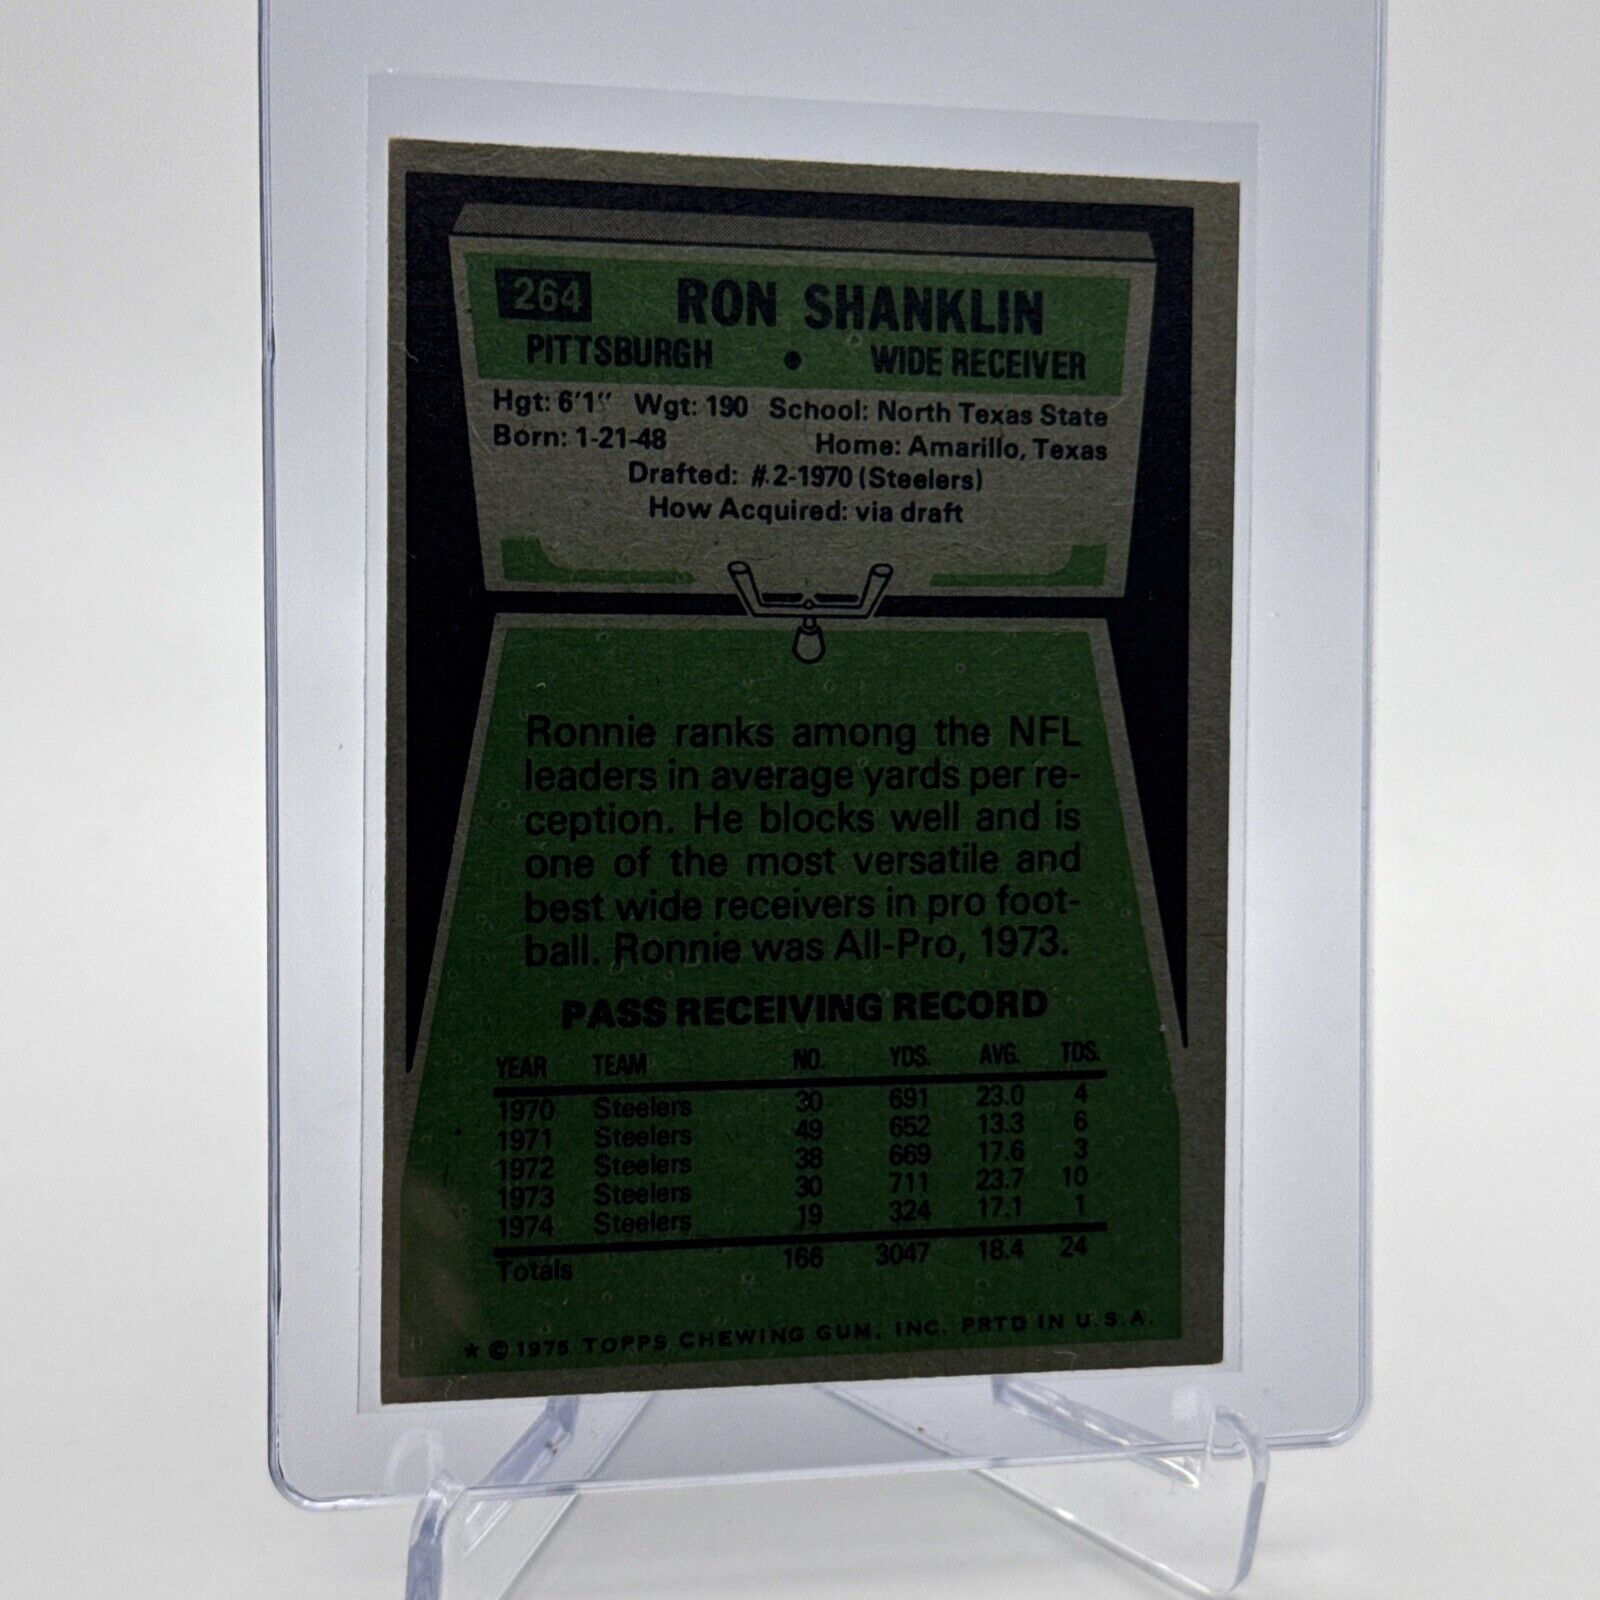 264 RON SHANKLIN
PITTSBURGH • WIDE RECEIVER
Hgt: 6'1" Wgt: 190 School: North Texas State
Born: 1-21-48 Home: Amarillo, Texas
Drafted: #2-1970 (Steelers)
How Acquired: via draft
Ronnie ranks among the NFL
leaders in average yards per re-
ception. He blocks well and is
one of the most versatile and
best wide receivers in pro foot-
ball. Ronnie was All-Pro, 1973.
PASS RECEIVING RECORD
YEAR TEAM NO. YDS. AVG. TDS.
1970 Steelers 30 691 23.0 4
1971 Steelers 49 652 13.3 6
1972 Steelers 38 669 17.6 3
1973 Steelers 30 711 23.7 10
1974 Steelers 19 324 17.1 1
Totals 166 3047 18.4 24
★ © 1975 TOPPS CHEWING GUM, INC. PRTD IN U.S.A.